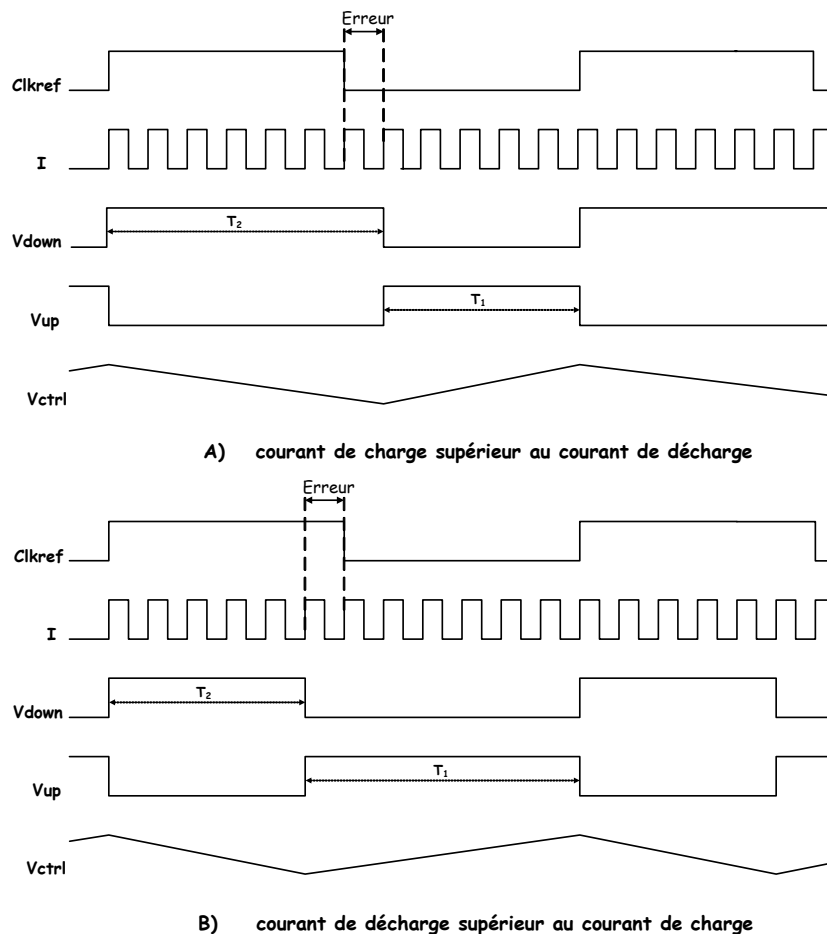 Erreur
Clkref
I
Vdown
T₂
Vup
T₁
Vctrl
A) courant de charge supérieur au courant de décharge
Erreur
Clkref
I
Vdown
T₂
Vup
T₁
Vctrl
B) courant de décharge supérieur au courant de charge